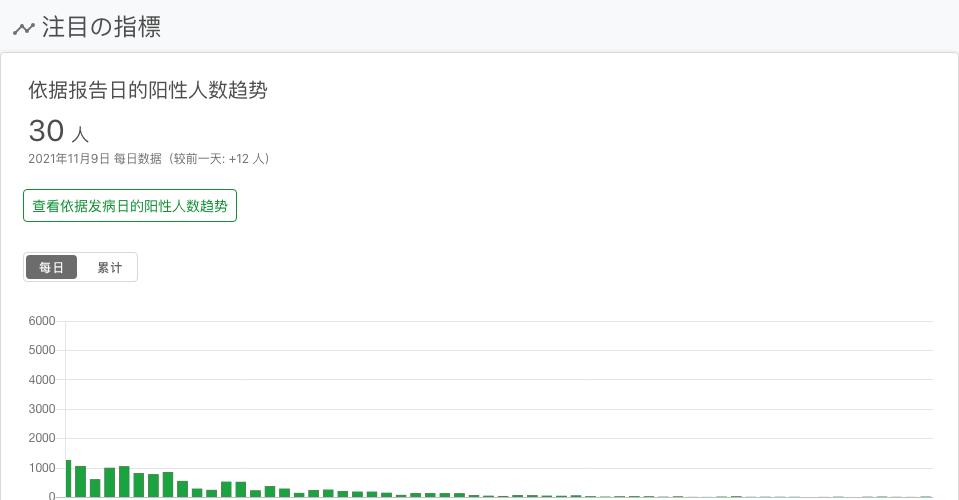 注目の指標
依据报告日的阳性人数趋势
30 人
2021年11月9日 每日数据（较前一天: +12 人）
查看依据发病日的阳性人数趋势
每日 累计
6000
5000
4000
3000
2000
1000
0